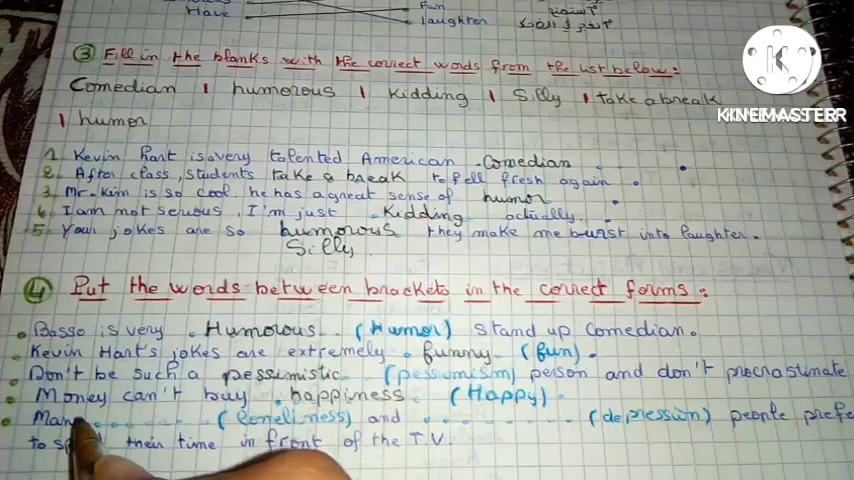 Have
Fun
laughter
③ Fill in the blanks with the correct words from the list below:
Comedian | humorous | kidding | Silly | take a break
| humor
1 Kevin Hart is a very talented American Comedian
2 After class, students take a break to fell fresh again.
3 Mr. Kim is so cool he has a great sense of humor.
4 I am not serious, I'm just kidding actually.
5 Your jokes are so humorous they make me burst into laughter.
Silly
④ Put the words between brackets in the correct forms:
Basso is very Humorous (Humor) stand up Comedian.
Kevin Hart's jokes are extremely funny (fun).
Don't be such a pessimistic (pessimism) person and don't procrastinate
Money can't buy happiness (Happy).
Man........ (loneliness) and ........ (depression) people prefe
to sp their time in front of the T.V
KINEMASTER